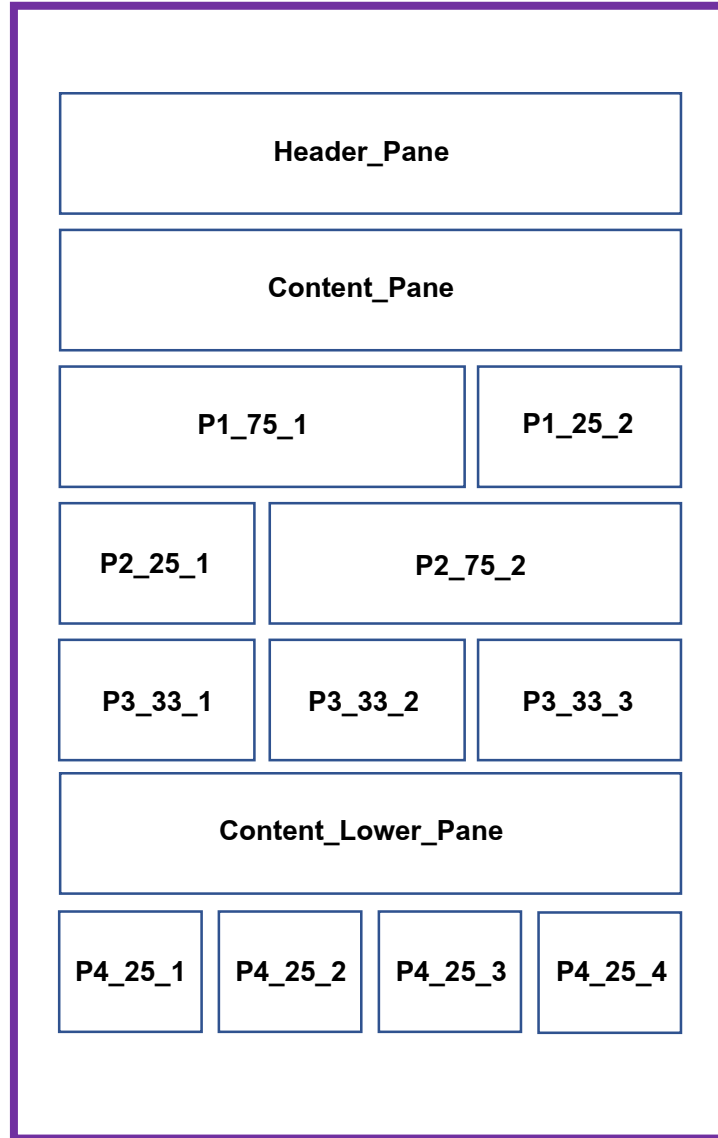 Header_Pane
Content_Pane
P1_75_1
P1_25_2
P2_25_1
P2_75_2
P3_33_1
P3_33_2
P3_33_3
Content_Lower_Pane
P4_25_1
P4_25_2
P4_25_3
P4_25_4